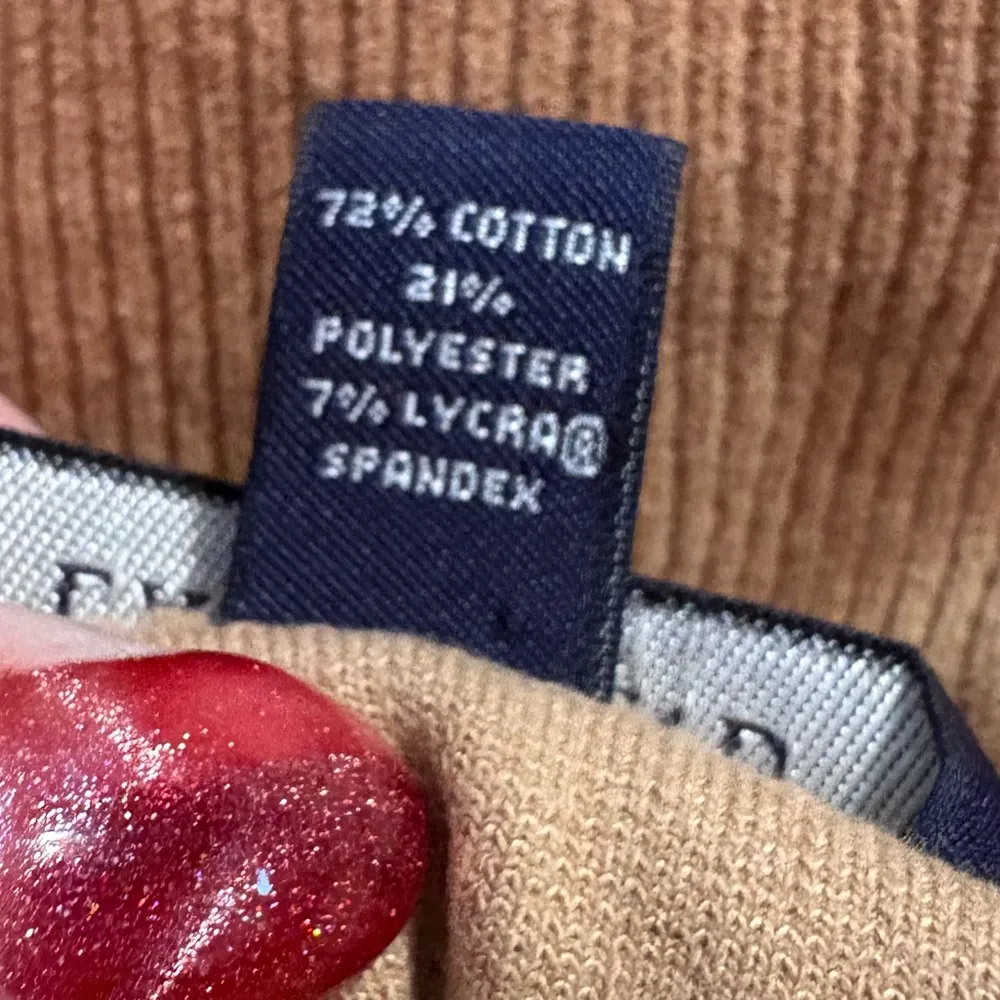 72% COTTON
21%
POLYESTER
7% LYCRA®
SPANDEX